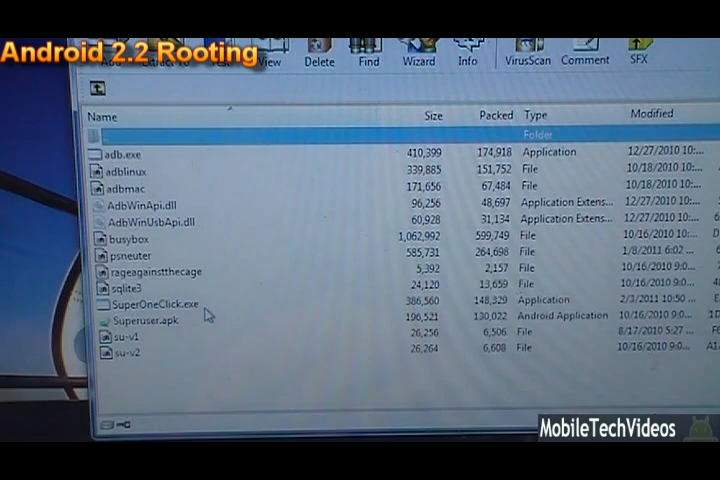 Android 2.2 Rooting
View Delete Find Wizard Info VirusScan Comment SFX
Name Size Packed Type Modified
.. Folder
adb.exe 410,399 174,918 Application 12/27/2010 10:...
adblinux 339,885 151,752 File 10/18/2010 10:...
adbmac 171,656 67,484 File 10/18/2010 10:...
AdbWinApi.dll 96,256 48,697 Application Extens... 12/27/2010 10:...
AdbWinUsbApi.dll 60,928 31,134 Application Extens... 12/27/2010 10:...
busybox 1,062,992 599,749 File 10/16/2010 9:0... D
psneuter 585,731 264,698 File 1/8/2011 6:02 ...
rageagainstthecage 5,392 2,157 File 10/16/2010 9:0...
sqlite3 24,120 13,659 File 10/16/2010 9:0...
SuperOneClick.exe 386,560 148,329 Application 2/3/2011 10:50 ...
Superuser.apk 196,521 130,022 Android Application 10/16/2010 9:0... 1D
su-v1 26,256 6,506 File 8/17/2010 5:27 ...
su-v2 26,264 6,608 File 10/16/2010 9:0... A1
MobileTechVideos